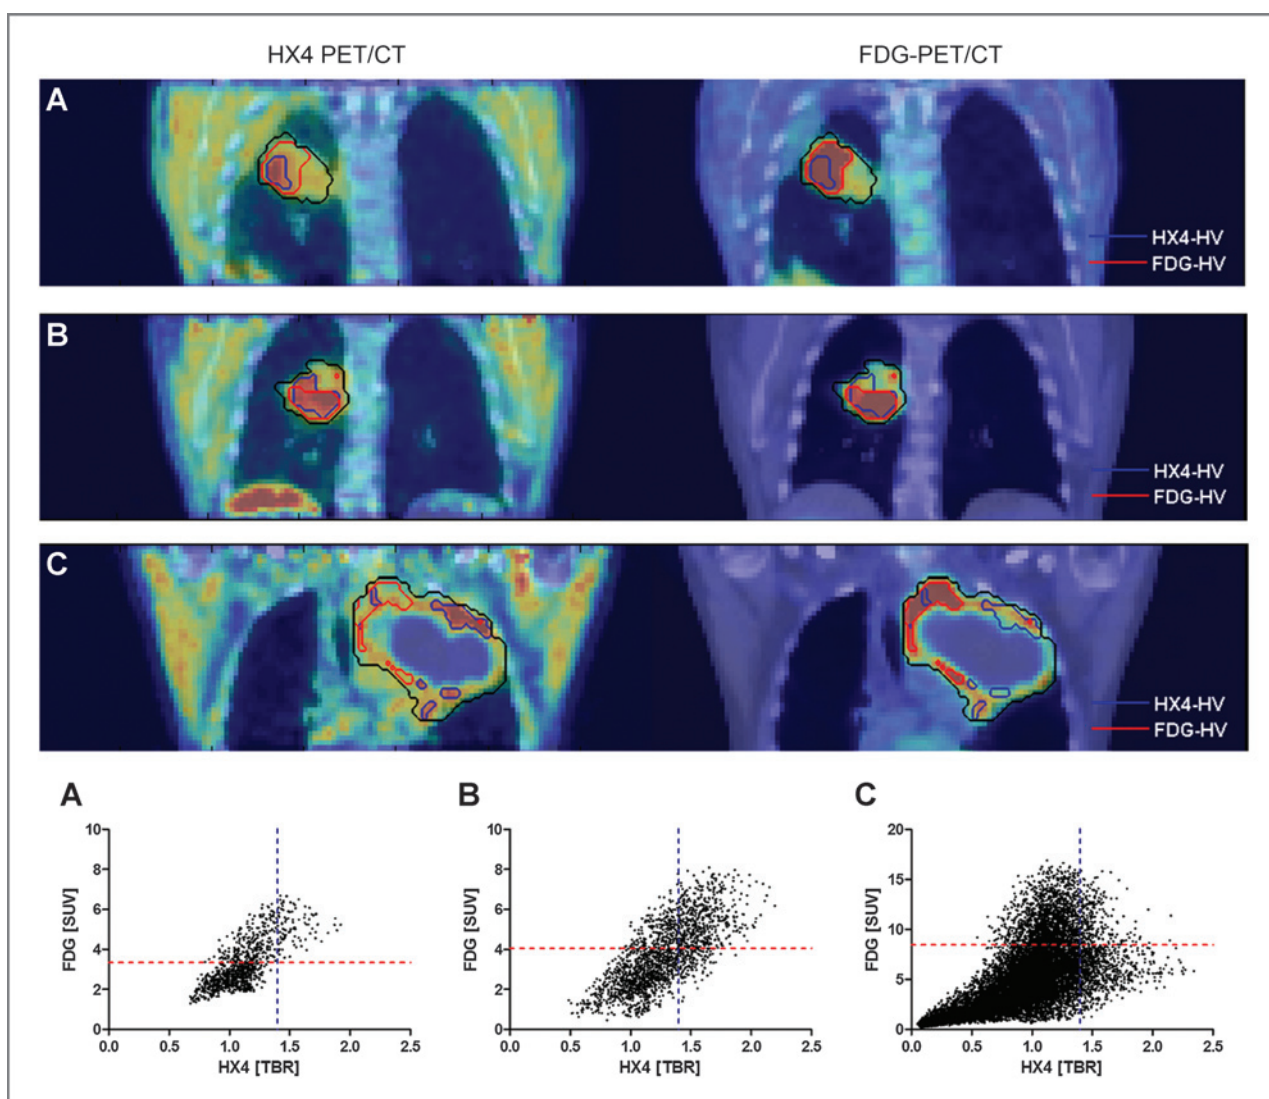 HX4 PET/CT FDG-PET/CT
A
HX4-HV
FDG-HV
B
HX4-HV
FDG-HV
C
HX4-HV
FDG-HV
A
10
8
6
4
2
0
FDG [SUV]
0.0 0.5 1.0 1.5 2.0 2.5
HX4 [TBR]
B
10
8
6
4
2
0
FDG [SUV]
0.0 0.5 1.0 1.5 2.0 2.5
HX4 [TBR]
C
20
15
10
5
0
FDG [SUV]
0.0 0.5 1.0 1.5 2.0 2.5
HX4 [TBR]